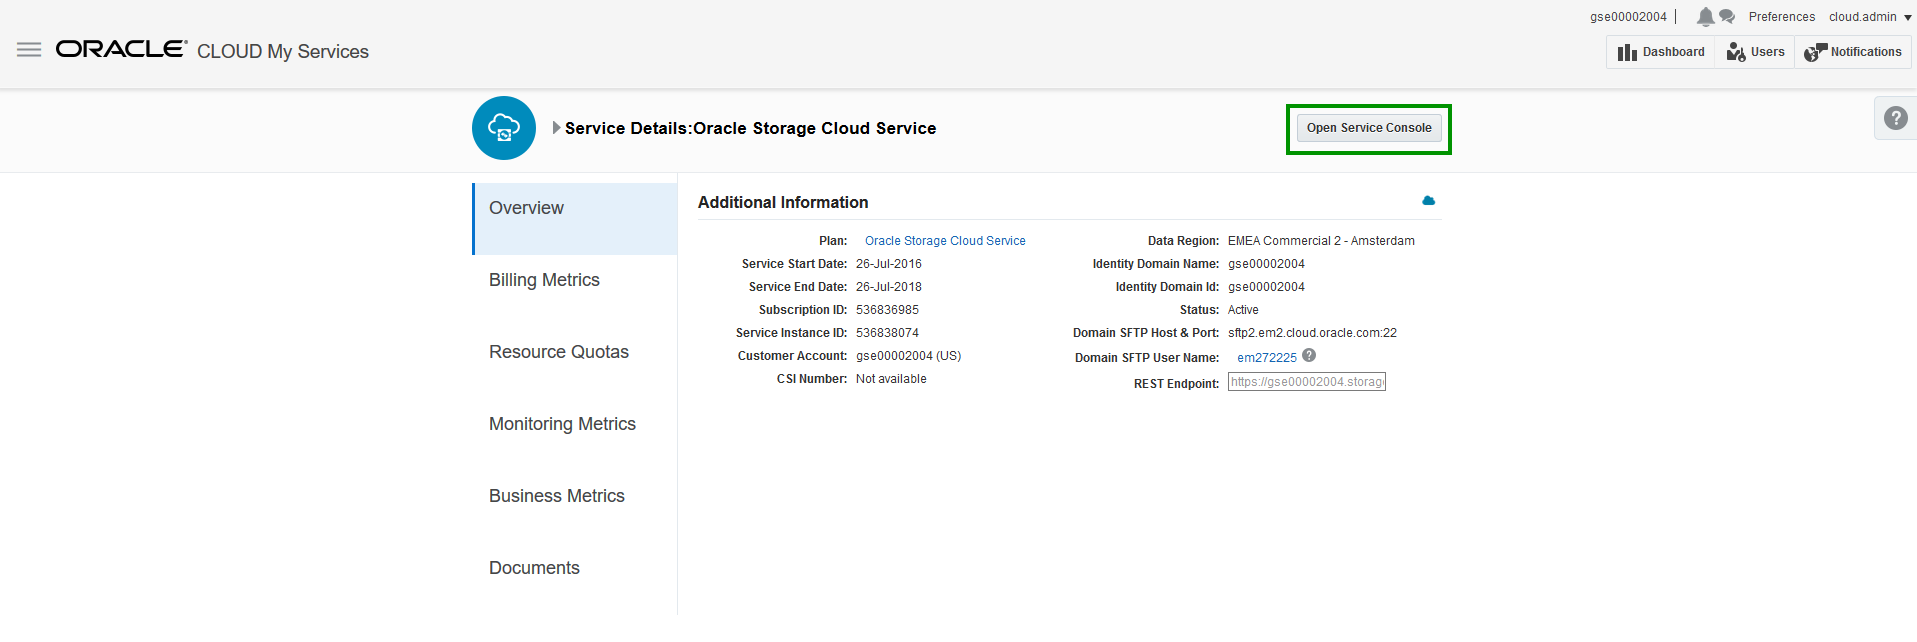 gse00002004
Preferences
cloud.admin
ORACLE CLOUD My Services
Dashboard
Users
Notifications
Service Details:Oracle Storage Cloud Service
Open Service Console
?
Overview
Billing Metrics
Resource Quotas
Monitoring Metrics
Business Metrics
Documents
Additional Information
Plan: Oracle Storage Cloud Service
Service Start Date: 26-Jul-2016
Service End Date: 26-Jul-2018
Subscription ID: 536836985
Service Instance ID: 536838074
Customer Account: gse00002004 (US)
CSI Number: Not available
Data Region: EMEA Commercial 2 - Amsterdam
Identity Domain Name: gse00002004
Identity Domain Id: gse00002004
Status: Active
Domain SFTP Host & Port: sftp2.em2.cloud.oracle.com:22
Domain SFTP User Name: em272225 ?
REST Endpoint: https://gse00002004.storag